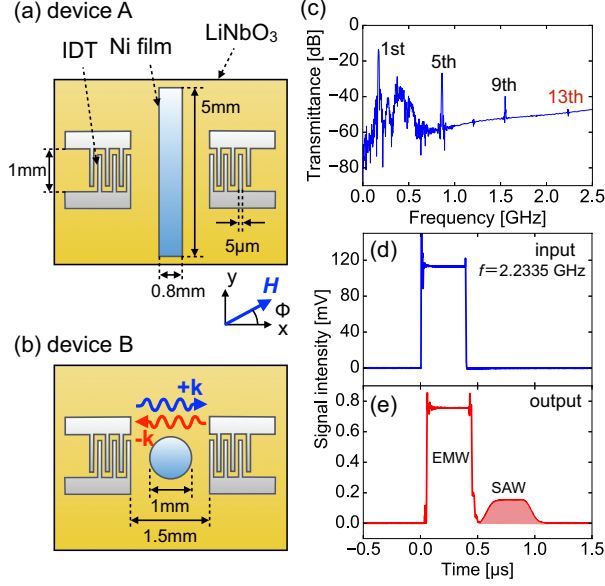 (a) device A
IDT
Ni film
LiNbO3
5mm
1mm
5μm
0.8mm
y
H
Φ
x
(b) device B
+k
-k
1mm
1.5mm
(c)
Transmittance [dB]
0
-20
-40
-60
-80
1st
5th
9th
13th
0.0 0.5 1.0 1.5 2.0 2.5
Frequency [GHz]
(d)
input
f=2.2335 GHz
120
80
40
0
Signal intensity [mV]
(e)
output
0.8
0.6
0.4
0.2
0.0
EMW
SAW
-0.5 0.0 0.5 1.0 1.5
Time [μs]